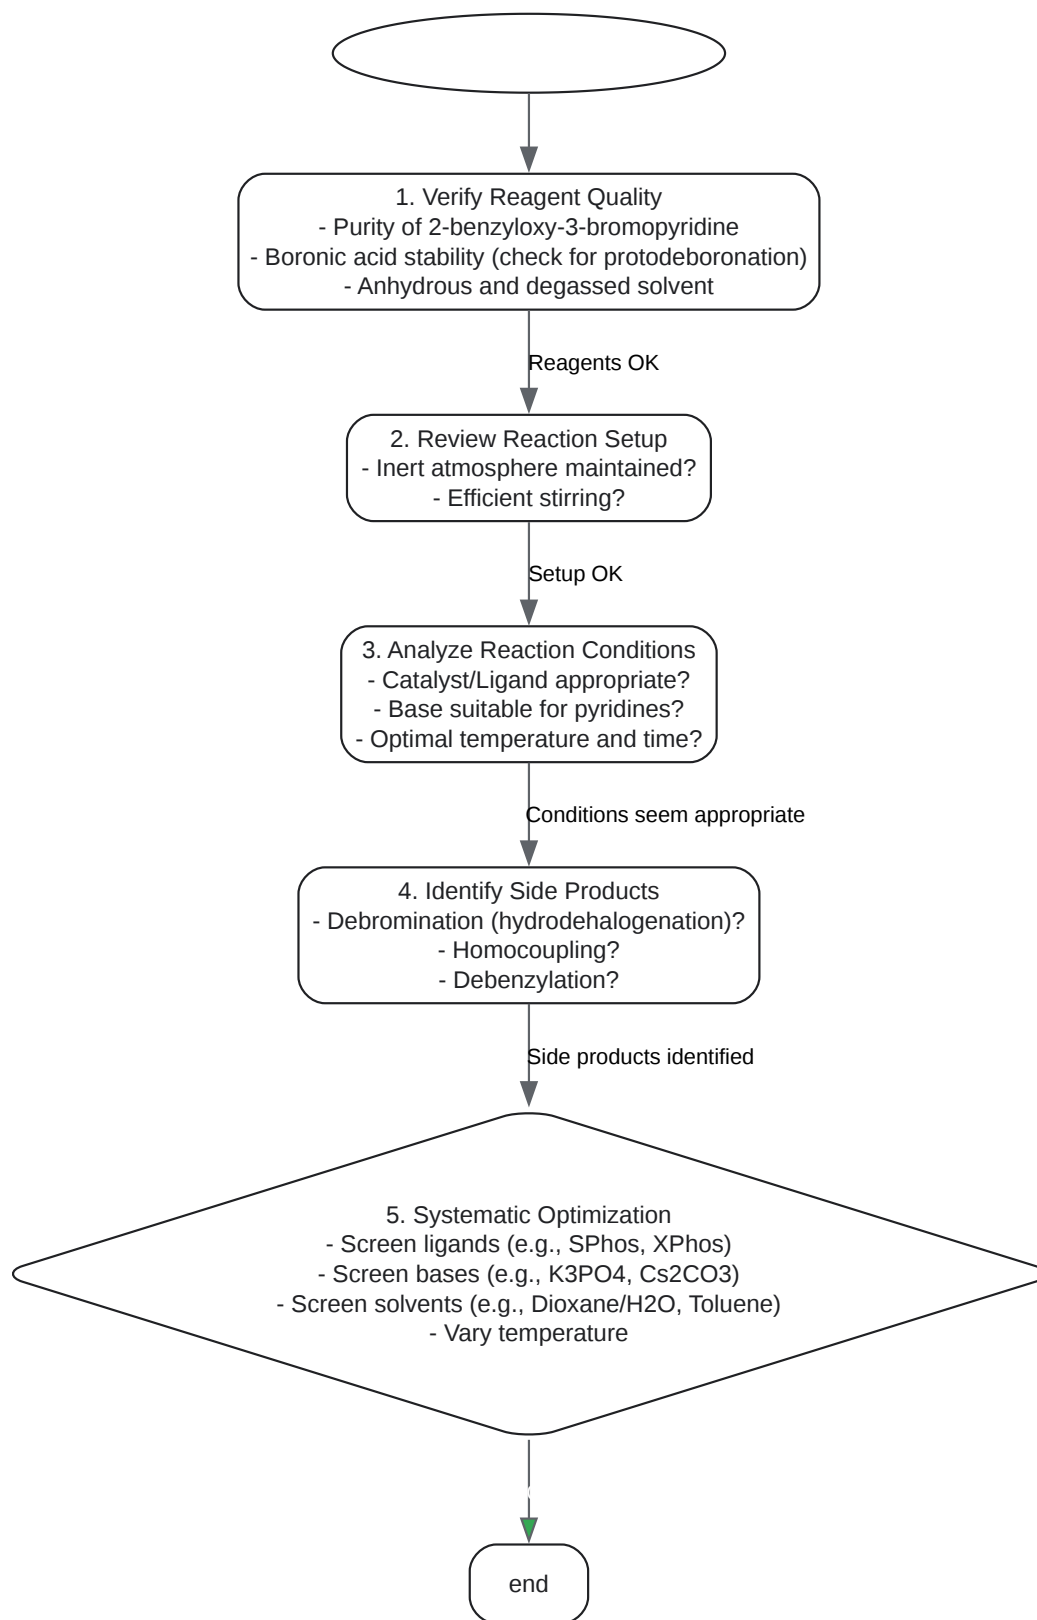 1. Verify Reagent Quality
- Purity of 2-benzyloxy-3-bromopyridine
- Boronic acid stability (check for protodeboronation)
- Anhydrous and degassed solvent
Reagents OK
2. Review Reaction Setup
- Inert atmosphere maintained?
- Efficient stirring?
Setup OK
3. Analyze Reaction Conditions
- Catalyst/Ligand appropriate?
- Base suitable for pyridines?
- Optimal temperature and time?
Conditions seem appropriate
4. Identify Side Products
- Debromination (hydrodehalogenation)?
- Homocoupling?
- Debenzylation?
Side products identified
5. Systematic Optimization
- Screen ligands (e.g., SPhos, XPhos)
- Screen bases (e.g., K3PO4, Cs2CO3)
- Screen solvents (e.g., Dioxane/H2O, Toluene)
- Vary temperature
end